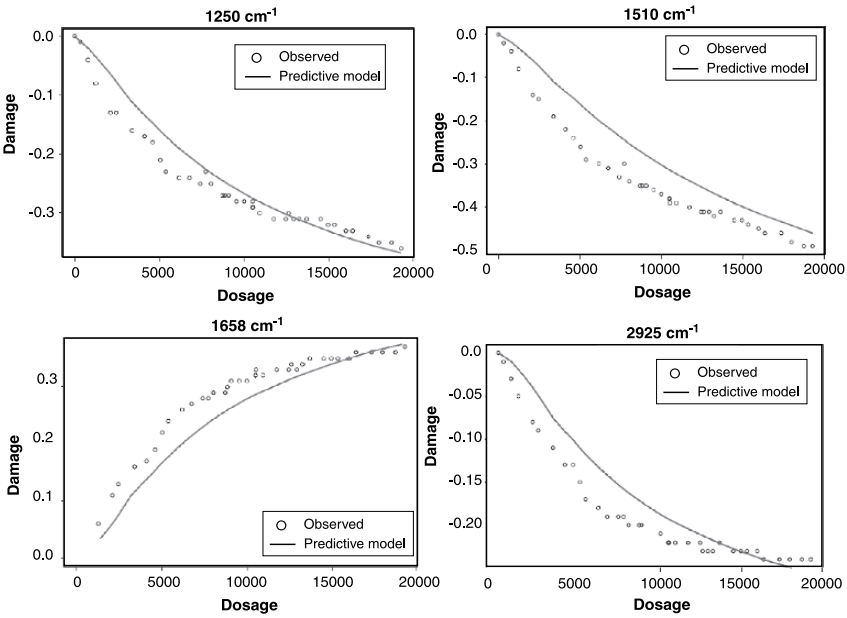 1250 cm⁻¹
0.0
-0.1
-0.2
-0.3
Damage
Observed
Predictive model
0 5000 10000 15000 20000
Dosage
1510 cm⁻¹
0.0
-0.1
-0.2
-0.3
-0.4
-0.5
Damage
Observed
Predictive model
0 5000 10000 15000 20000
Dosage
1658 cm⁻¹
0.3
0.2
0.1
0.0
Damage
Observed
Predictive model
0 5000 10000 15000 20000
Dosage
2925 cm⁻¹
0.0
-0.05
-0.10
-0.15
-0.20
Damage
Observed
Predictive model
0 5000 10000 15000 20000
Dosage